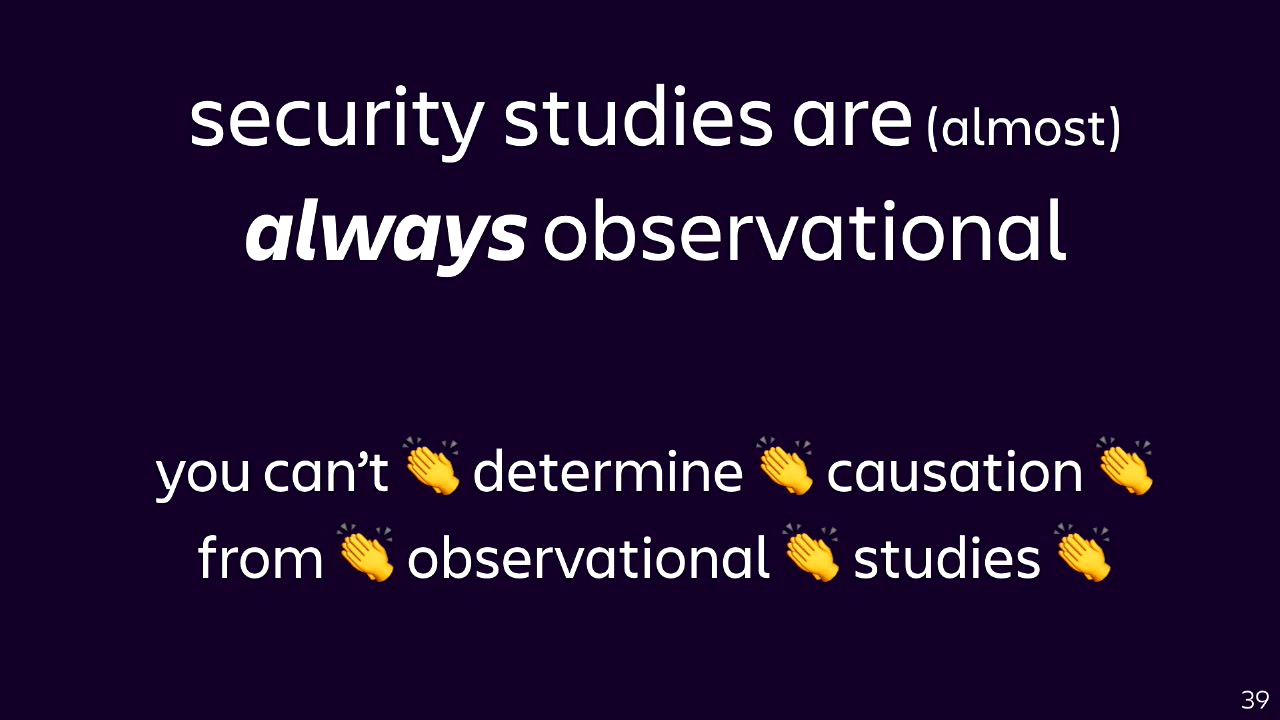 security studies are (almost)
always observational
you can’t 👏 determine 👏 causation 👏
from 👏 observational 👏 studies 👏
39